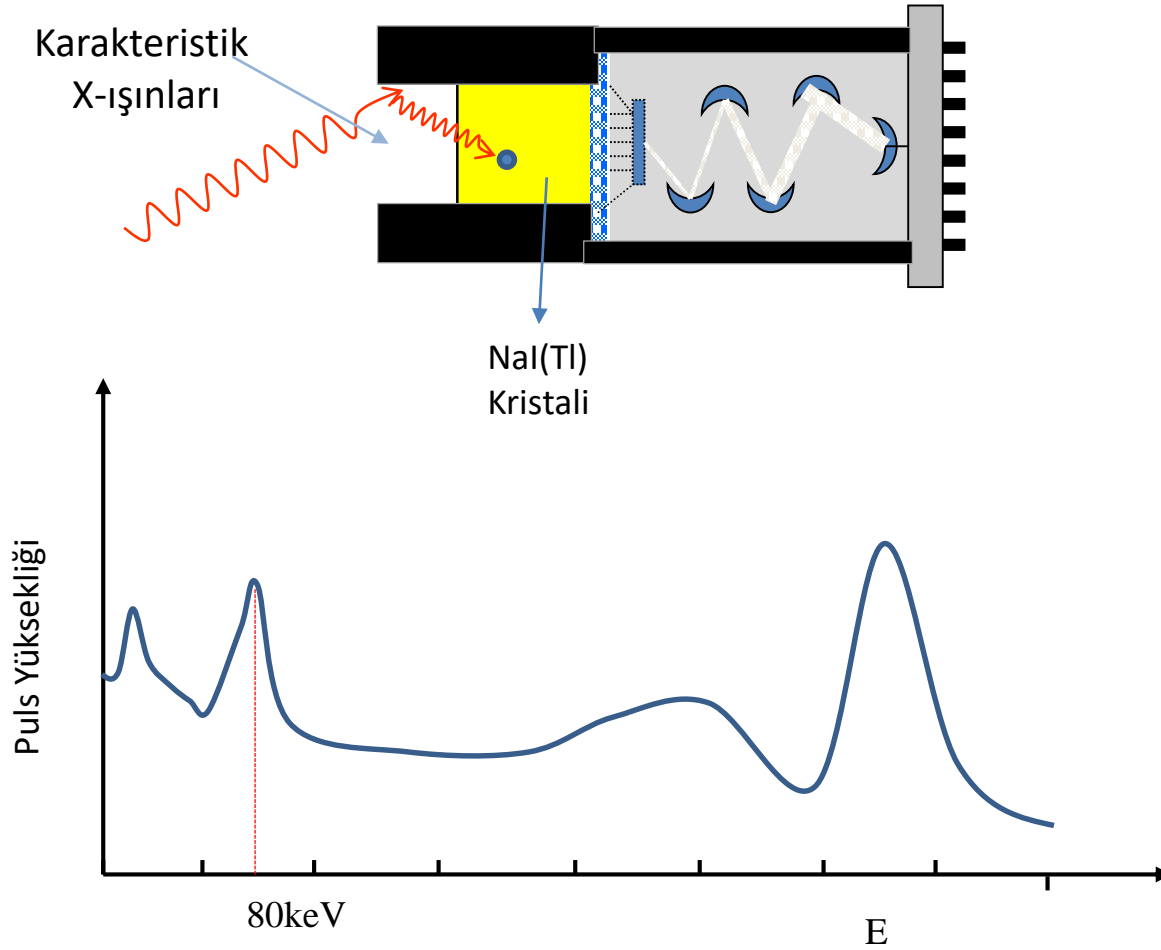 Karakteristik
X-ışınları
NaI(Tl)
Kristali
Puls Yüksekliği
80keV
E